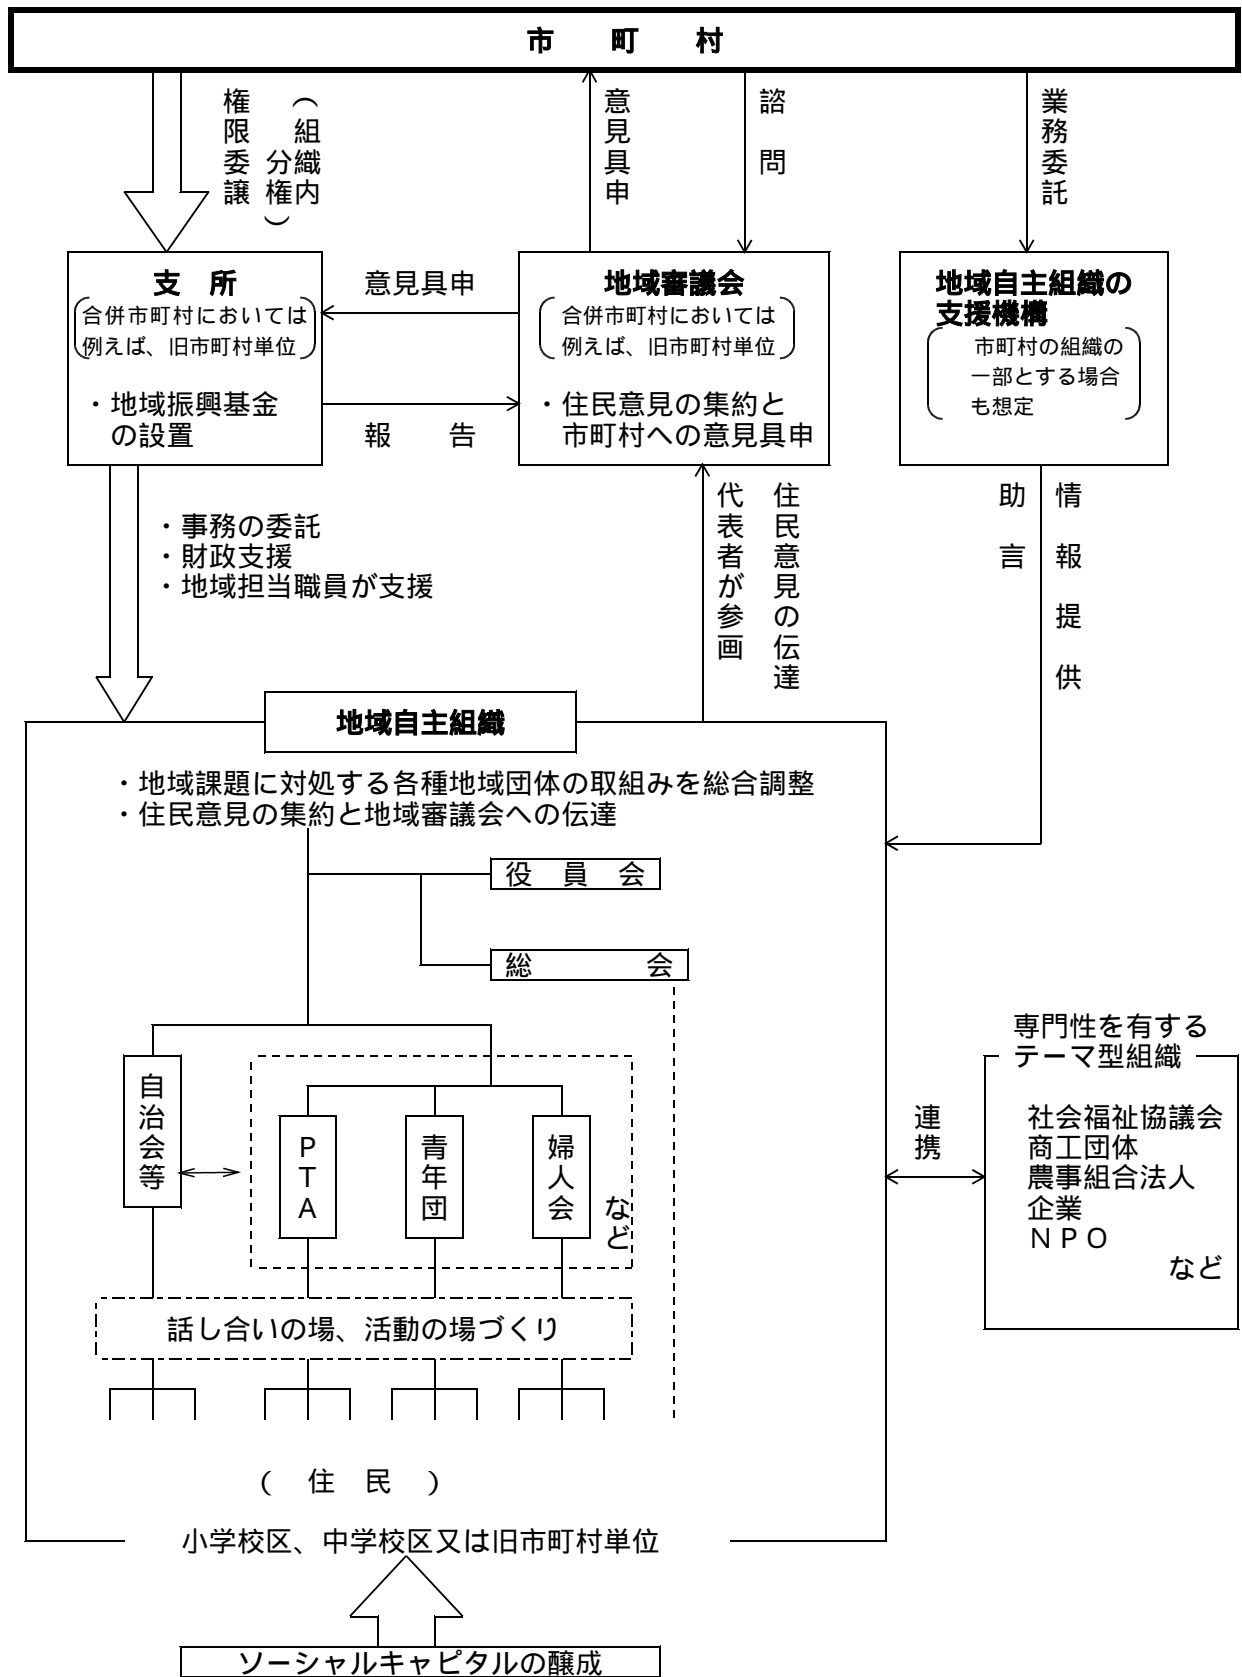 市　町　村
権限委譲
（組織内
分権）
意見具申
諮　問
業務委託
支　所
合併市町村においては
例えば、旧市町村単位
・地域振興基金
の設置
意見具申
報　告
地域審議会
合併市町村においては
例えば、旧市町村単位
・住民意見の集約と
市町村への意見具申
地域自主組織の
支援機構
市町村の組織の
一部とする場合
も想定
・事務の委託
・財政支援
・地域担当職員が支援
代表者が参画
住民意見の伝達
助　言
情　報　提　供
地域自主組織
・地域課題に対処する各種地域団体の取組みを総合調整
・住民意見の集約と地域審議会への伝達
役　員　会
総　会
自治会等
ＰＴＡ
青年団
婦人会
など
話し合いの場、活動の場づくり
（　住　民　）
小学校区、中学校区又は旧市町村単位
連携
専門性を有する
テーマ型組織
社会福祉協議会
商工団体
農事組合法人
企業
ＮＰＯ
など
ソーシャルキャピタルの醸成